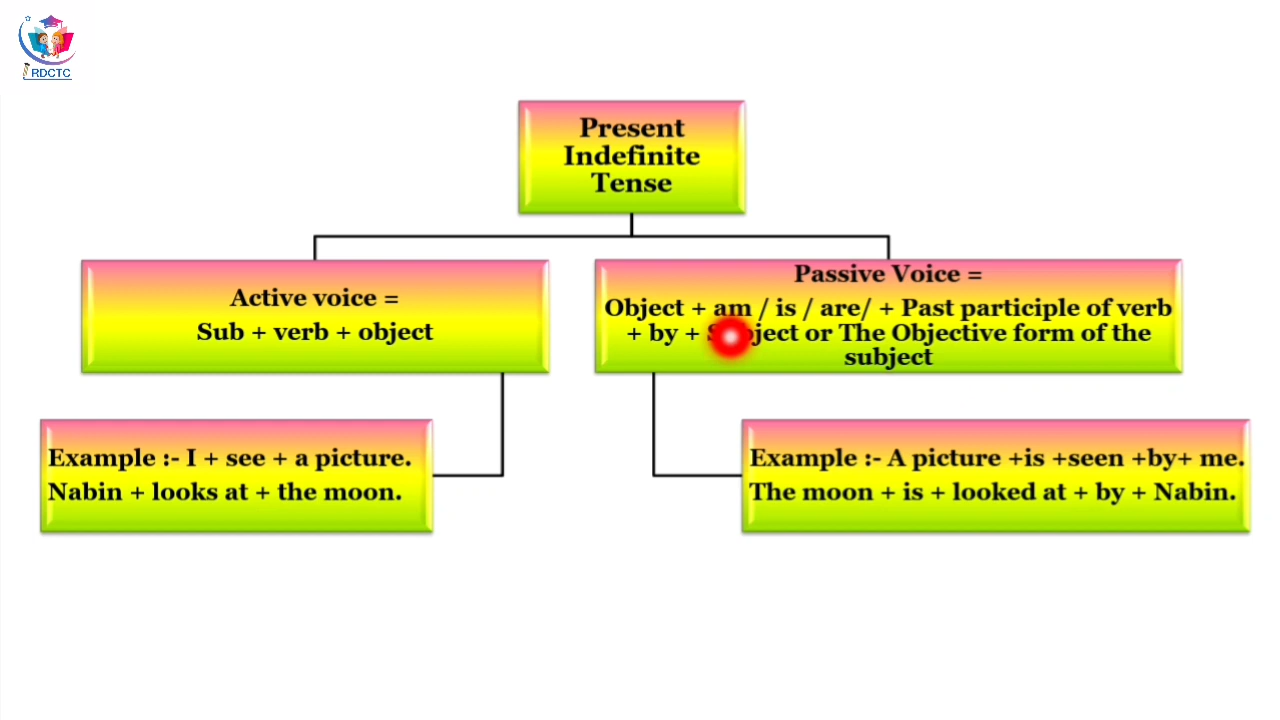 RDCTC
Present
Indefinite
Tense
Active voice =
Sub + verb + object
Passive Voice =
Object + am / is / are/ + Past participle of verb
+ by + Subject or The Objective form of the
subject
Example :- I + see + a picture.
Nabin + looks at + the moon.
Example :- A picture +is +seen +by+ me.
The moon + is + looked at + by + Nabin.